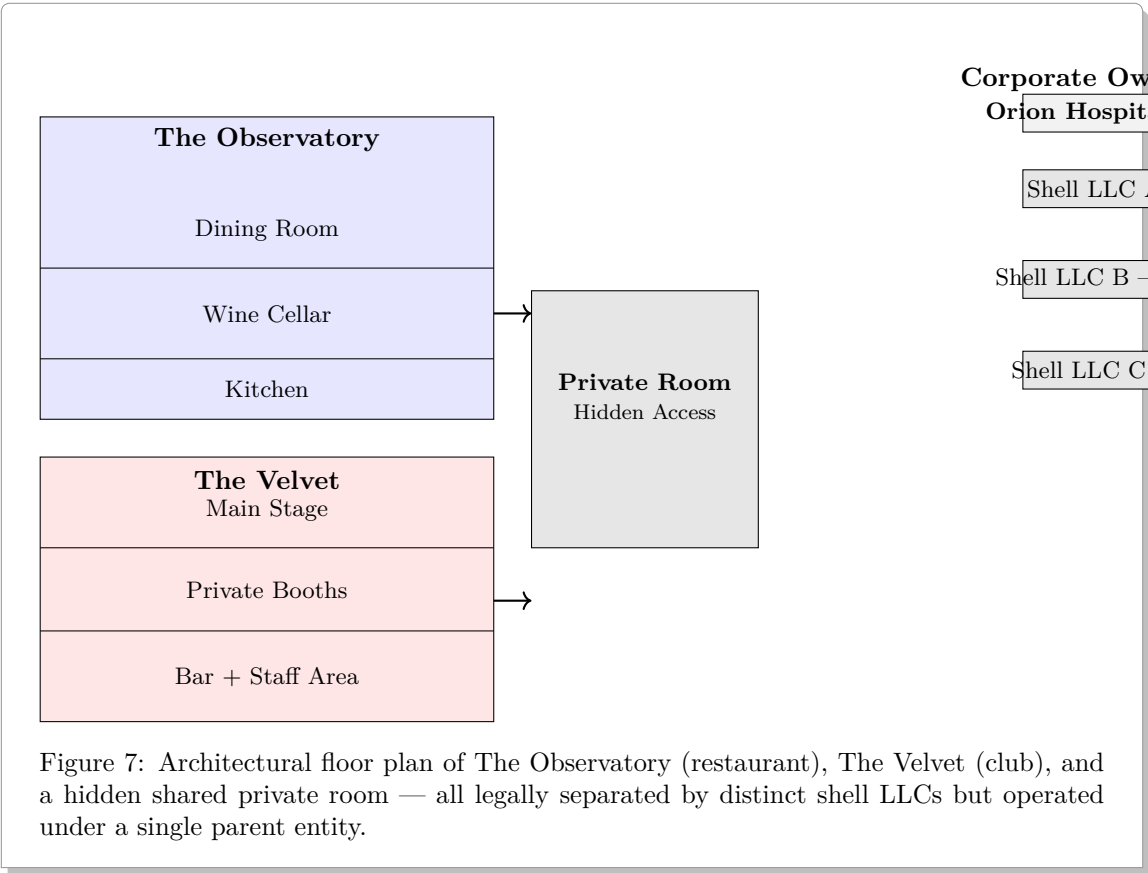 The Observatory
Dining Room
Wine Cellar
Kitchen
The Velvet
Main Stage
Private Booths
Bar + Staff Area
Private Room
Hidden Access
Corporate Ow
Orion Hospit
Shell LLC
Shell LLC B –
Shell LLC C
Figure 7: Architectural floor plan of The Observatory (restaurant), The Velvet (club), and
a hidden shared private room — all legally separated by distinct shell LLCs but operated
under a single parent entity.